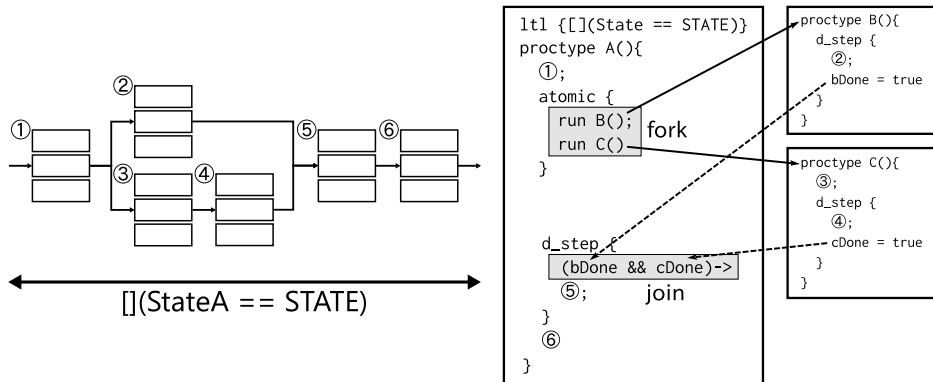 ①
②
③
④
⑤
⑥
[](StateA == STATE)
ltl {[](State == STATE)}
proctype A(){
①;
atomic {
run B();
run C()
fork
}
d_step {
(bDone && cDone)->
⑤;
join
}
⑥
}
proctype B(){
d_step {
②;
bDone = true
}
}
proctype C(){
③;
d_step {
④;
cDone = true
}
}